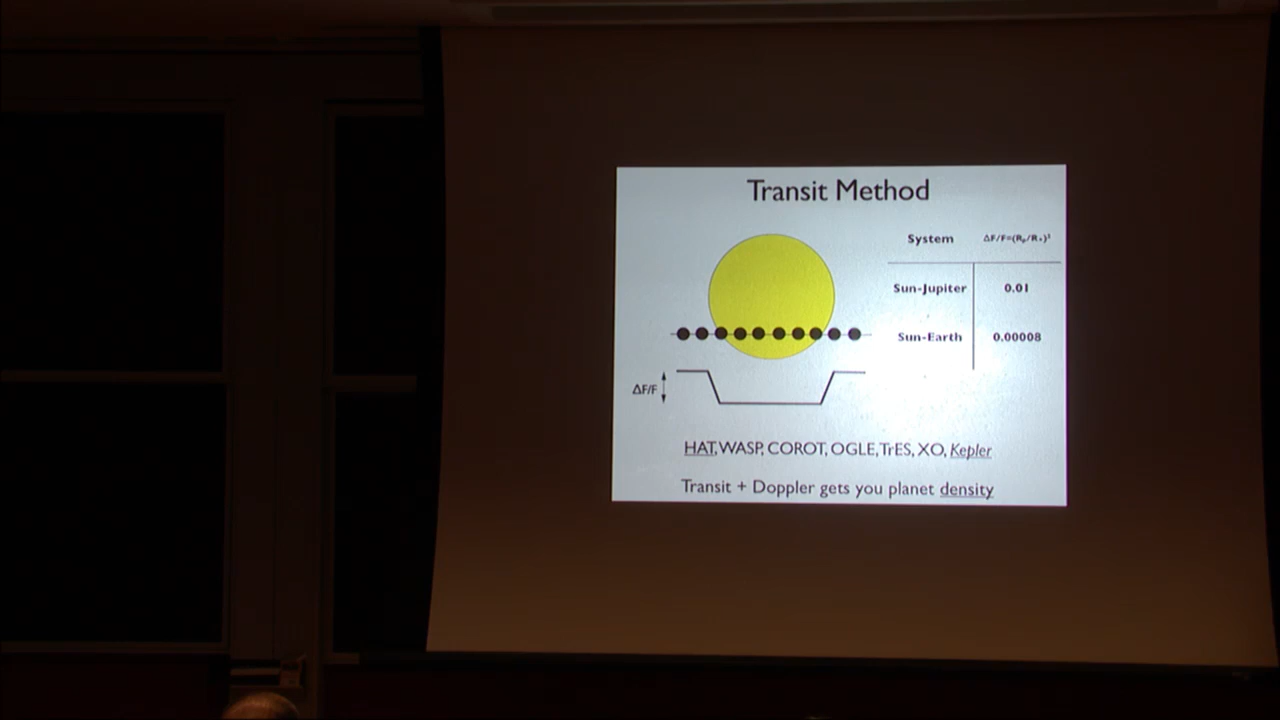 Transit Method
System ΔF/F=(Rp/R*)²
Sun-Jupiter 0.01
Sun-Earth 0.00008
ΔF/F
HAT, WASP, COROT, OGLE, TrES, XO, Kepler
Transit + Doppler gets you planet density